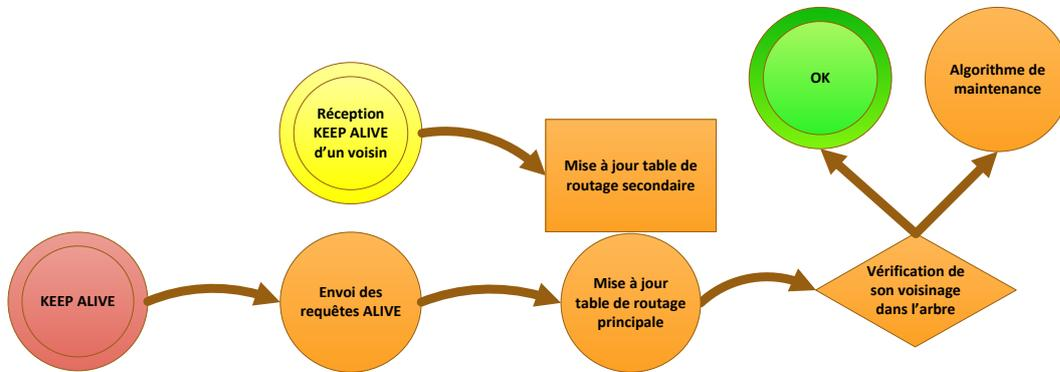 OK
Algorithme de
maintenance
Réception
KEEP ALIVE
d'un voisin
Mise à jour table de
routage secondaire
KEEP ALIVE
Envoi des
requêtes ALIVE
Mise à jour
table de routage
principale
Vérification de
son voisinage
dans l'arbre